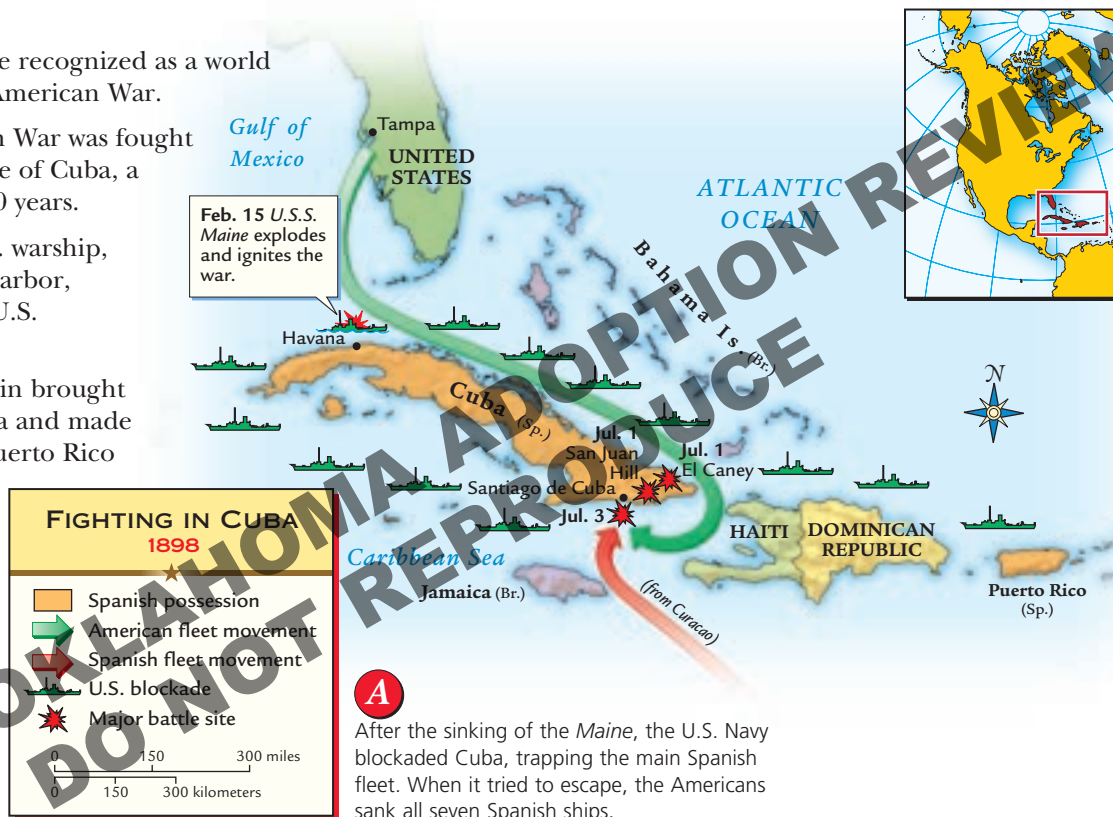 e recognized as a world
American War.
n War was fought
e of Cuba, a
0 years.
. warship,
arbor,
U.S.
in brought
a and made
uerto Rico
Gulf of
Mexico
Tampa
UNITED
STATES
ATLANTIC
OCEAN
Feb. 15 U.S.S.
Maine explodes
and ignites the
war.
Bahama Is. (Br.)
Havana
Cuba (Sp.)
Jul. 1
San Juan
Hill
Jul. 1
El Caney
Santiago de Cuba
Jul. 3
Caribbean Sea
Jamaica (Br.)
HAITI
DOMINICAN
REPUBLIC
Puerto Rico
(Sp.)
(from Curacao)
N
FIGHTING IN CUBA
1898
Spanish possession
American fleet movement
Spanish fleet movement
U.S. blockade
Major battle site
0 150 300 miles
0 150 300 kilometers
A
After the sinking of the Maine, the U.S. Navy
blockaded Cuba, trapping the main Spanish
fleet. When it tried to escape, the Americans
sank all seven Spanish ships.
OKLAHOMA ADOPTION REVIEW
DO NOT REPRODUCE